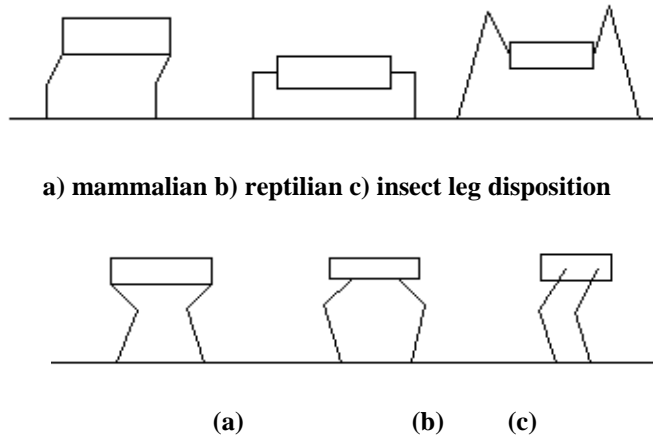 a) mammalian b) reptilian c) insect leg disposition
(a) (b) (c)